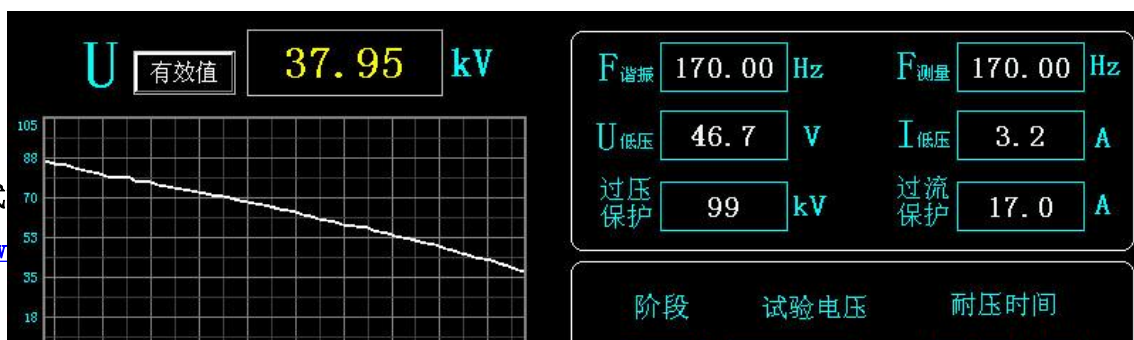 U 有效值 37.95 kV
F谐振 170.00 Hz F测量 170.00 Hz
U低压 46.7 V I低压 3.2 A
过压保护 99 kV 过流保护 17.0 A
105
88
70
53
35
18
阶段 试验电压 耐压时间